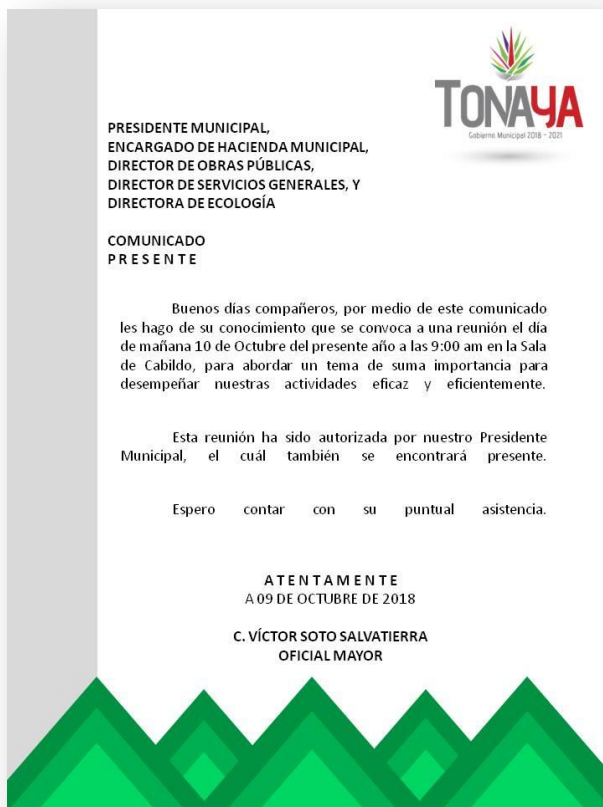 TONAYA
Gobierno Municipal 2018 - 2021
PRESIDENTE MUNICIPAL,
ENCARGADO DE HACIENDA MUNICIPAL,
DIRECTOR DE OBRAS PÚBLICAS,
DIRECTOR DE SERVICIOS GENERALES, Y
DIRECTORA DE ECOLOGÍA
COMUNICADO
P R E S E N T E
Buenos días compañeros, por medio de este comunicado
les hago de su conocimiento que se convoca a una reunión el día
de mañana 10 de Octubre del presente año a las 9:00 am en la Sala
de Cabildo, para abordar un tema de suma importancia para
desempeñar nuestras actividades eficaz y eficientemente.
Esta reunión ha sido autorizada por nuestro Presidente
Municipal, el cuál también se encontrará presente.
Espero contar con su puntual asistencia.
A T E N T A M E N T E
A 09 DE OCTUBRE DE 2018
C. VÍCTOR SOTO SALVATIERRA
OFICIAL MAYOR